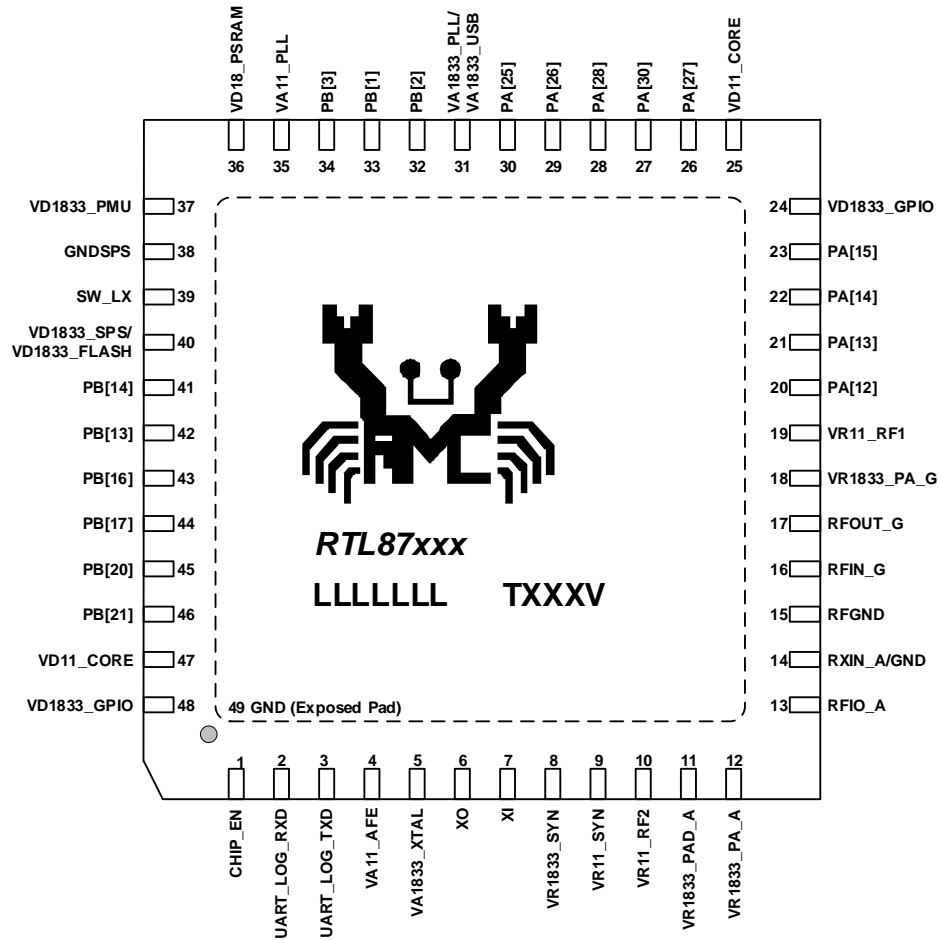 VD18_PSRAM
VA11_PLL
PB[3]
PB[1]
PB[2]
VA1833_PLL/
VA1833_USB
PA[25]
PA[26]
PA[28]
PA[30]
PA[27]
VD11_CORE
36 35 34 33 32 31 30 29 28 27 26 25
VD1833_PMU 37
GNDSPS 38
SW_LX 39
VD1833_SPS/
VD1833_FLASH 40
PB[14] 41
PB[13] 42
PB[16] 43
PB[17] 44
PB[20] 45
PB[21] 46
VD11_CORE 47
VD1833_GPIO 48
24 VD1833_GPIO
23 PA[15]
22 PA[14]
21 PA[13]
20 PA[12]
19 VR11_RF1
18 VR1833_PA_G
17 RFOUT_G
16 RFIN_G
15 RFGND
14 RXIN_A/GND
13 RFIO_A
RTL87xxx
LLLLLLL TXXXV
49 GND (Exposed Pad)
1 2 3 4 5 6 7 8 9 10 11 12
CHIP_EN
UART_LOG_RXD
UART_LOG_TXD
VA11_AFE
VA1833_XTAL
XO
XI
VR1833_SYN
VR11_SYN
VR11_RF2
VR1833_PAD_A
VR1833_PA_A